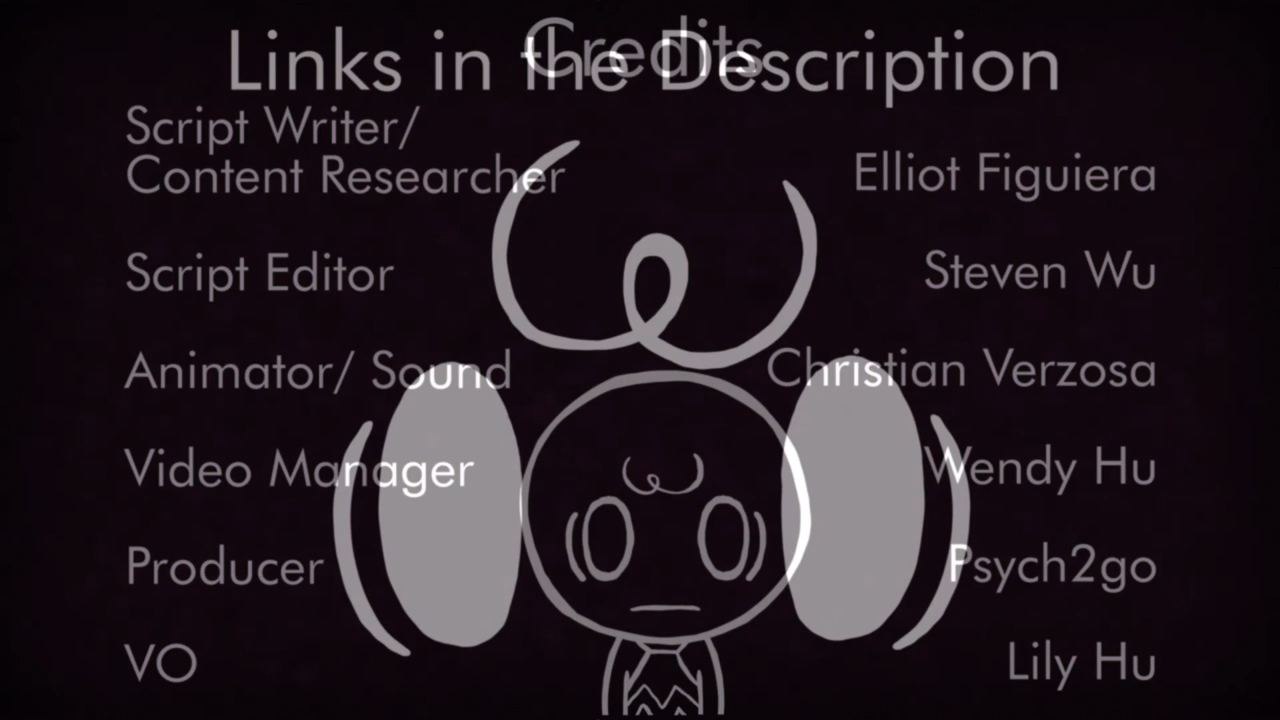 Credits
Links in the Description
Script Writer/
Content Researcher Elliot Figuiera
Script Editor Steven Wu
Animator/ Sound Christian Verzosa
Video Manager Wendy Hu
Producer Psych2go
VO Lily Hu